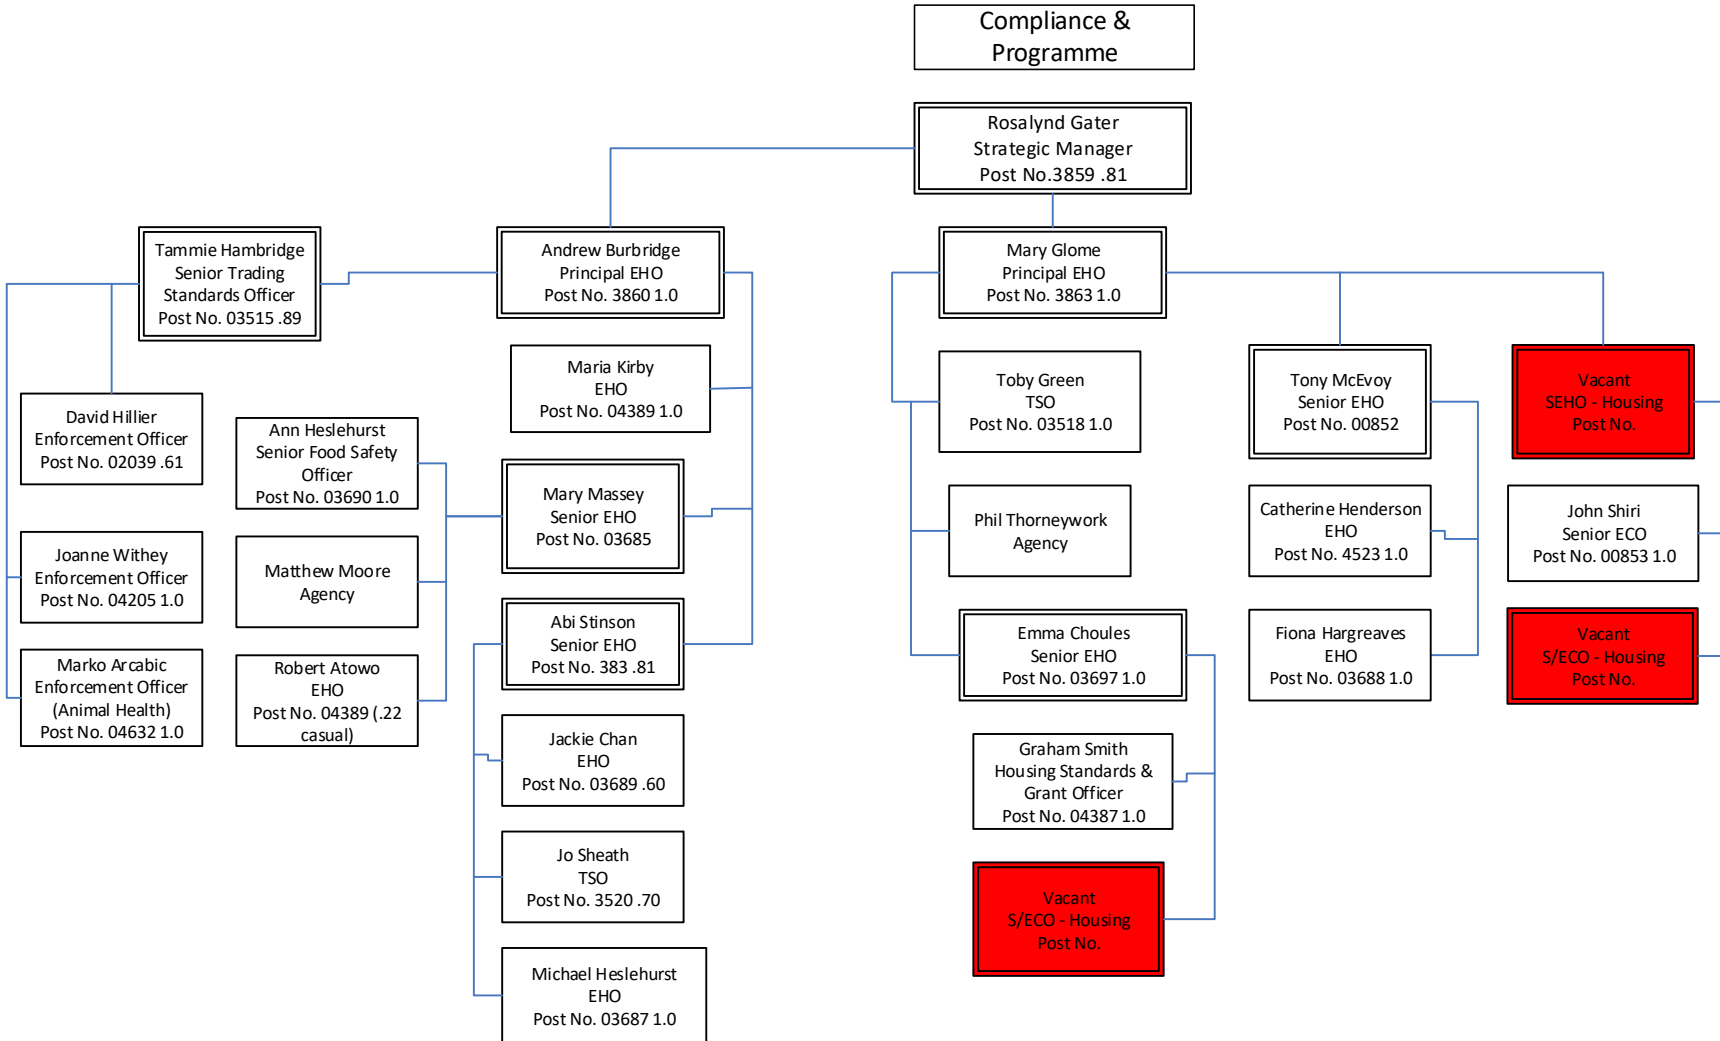 Compliance &
Programme
Rosalynd Gater
Strategic Manager
Post No.3859 .81
Tammie Hambridge
Senior Trading
Standards Officer
Post No. 03515 .89
Andrew Burbridge
Principal EHO
Post No. 3860 1.0
Mary Glome
Principal EHO
Post No. 3863 1.0
David Hillier
Enforcement Officer
Post No. 02039 .61
Joanne Withey
Enforcement Officer
Post No. 04205 1.0
Marko Arcabic
Enforcement Officer
(Animal Health)
Post No. 04632 1.0
Ann Heslehurst
Senior Food Safety
Officer
Post No. 03690 1.0
Matthew Moore
Agency
Robert Atowo
EHO
Post No. 04389 (.22
casual)
Maria Kirby
EHO
Post No. 04389 1.0
Mary Massey
Senior EHO
Post No. 03685
Abi Stinson
Senior EHO
Post No. 383 .81
Jackie Chan
EHO
Post No. 03689 .60
Jo Sheath
TSO
Post No. 3520 .70
Michael Heslehurst
EHO
Post No. 03687 1.0
Toby Green
TSO
Post No. 03518 1.0
Phil Thorneywork
Agency
Emma Choules
Senior EHO
Post No. 03697 1.0
Graham Smith
Housing Standards &
Grant Officer
Post No. 04387 1.0
Vacant
S/ECO - Housing
Post No.
Tony McEvoy
Senior EHO
Post No. 00852
Catherine Henderson
EHO
Post No. 4523 1.0
Fiona Hargreaves
EHO
Post No. 03688 1.0
Vacant
SEHO - Housing
Post No.
John Shiri
Senior ECO
Post No. 00853 1.0
Vacant
S/ECO - Housing
Post No.